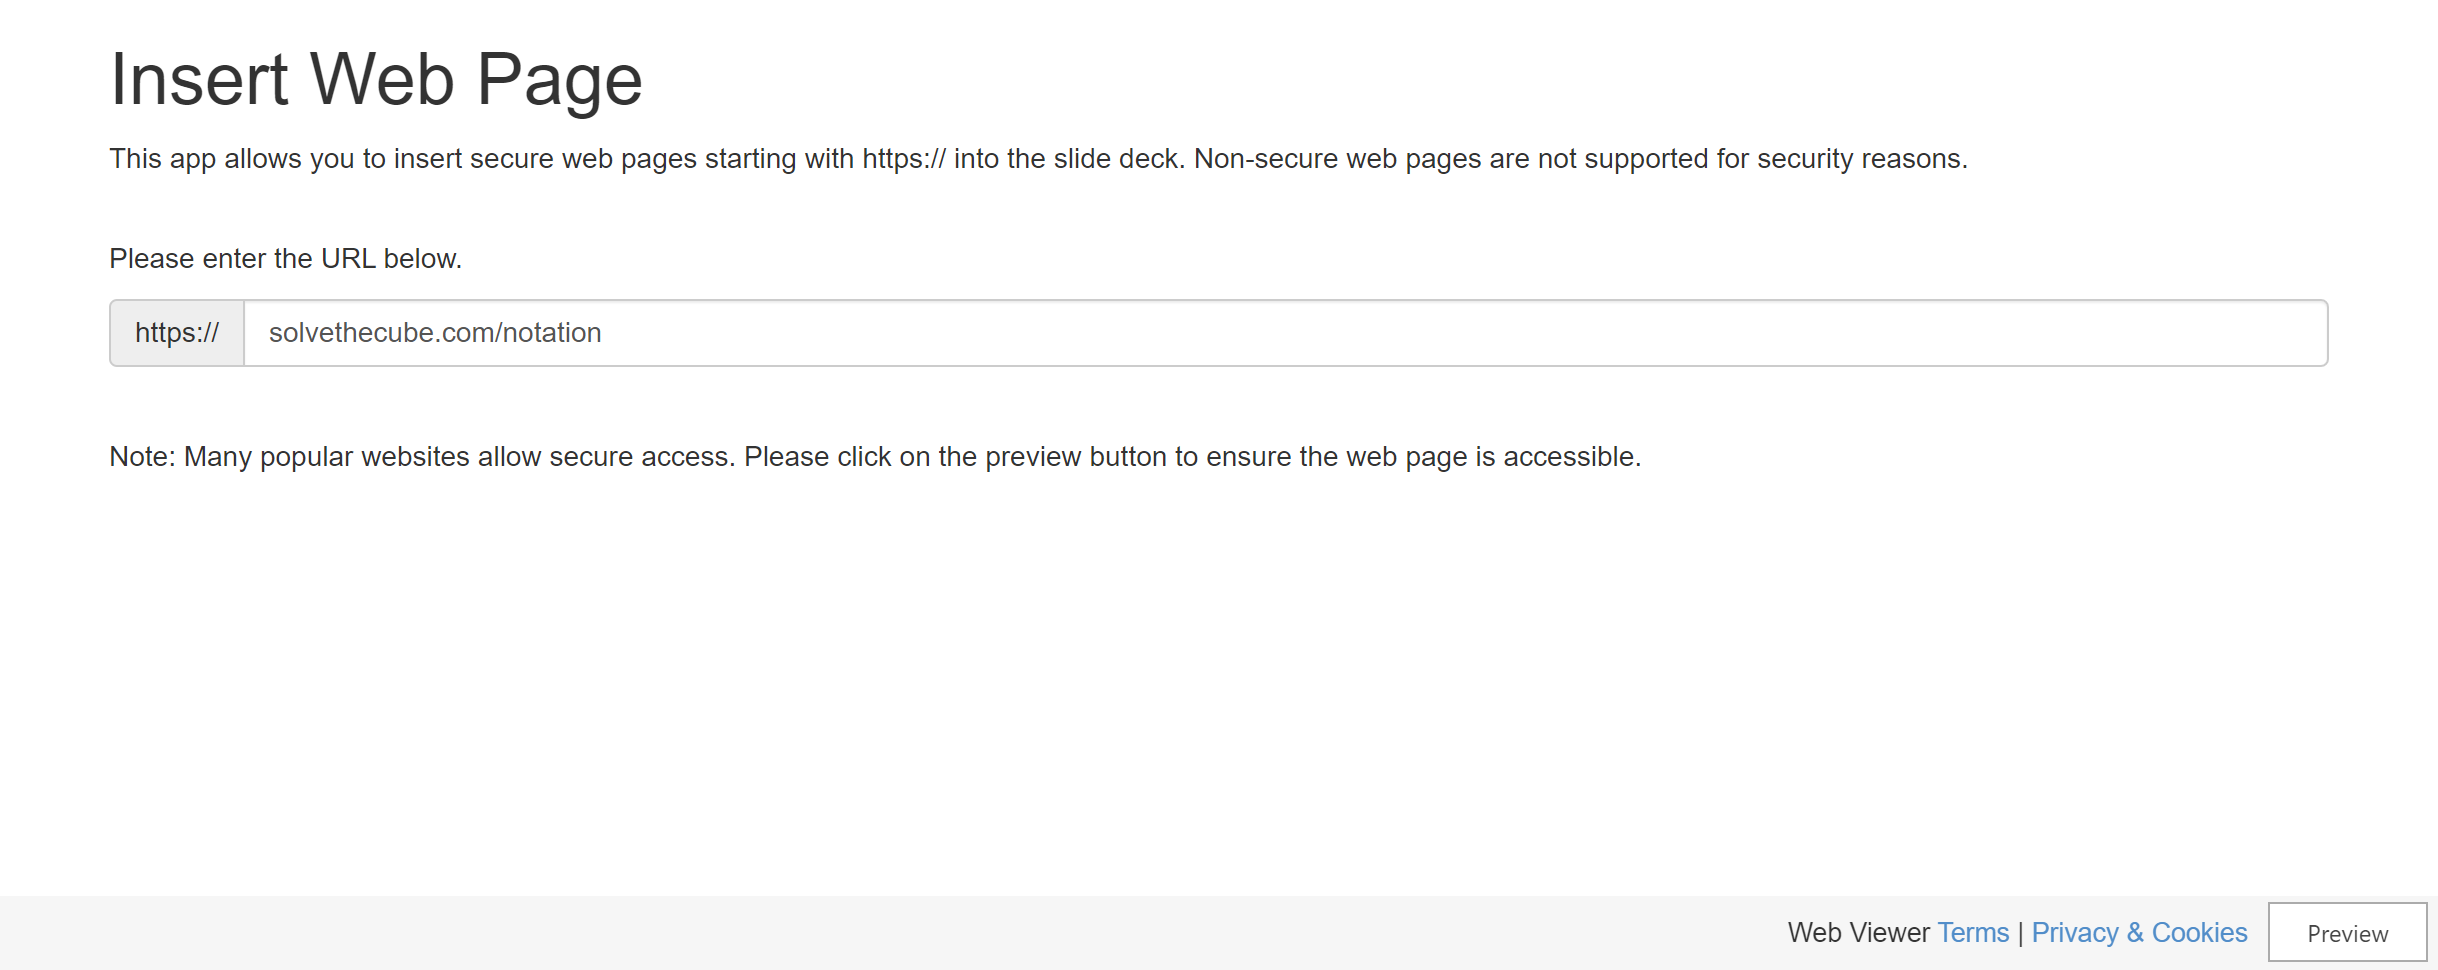 Insert Web Page
This app allows you to insert secure web pages starting with https:// into the slide deck. Non-secure web pages are not supported for security reasons.
Please enter the URL below.
https:// solvethecube.com/notation
Note: Many popular websites allow secure access. Please click on the preview button to ensure the web page is accessible.
Web Viewer Terms | Privacy & Cookies Preview